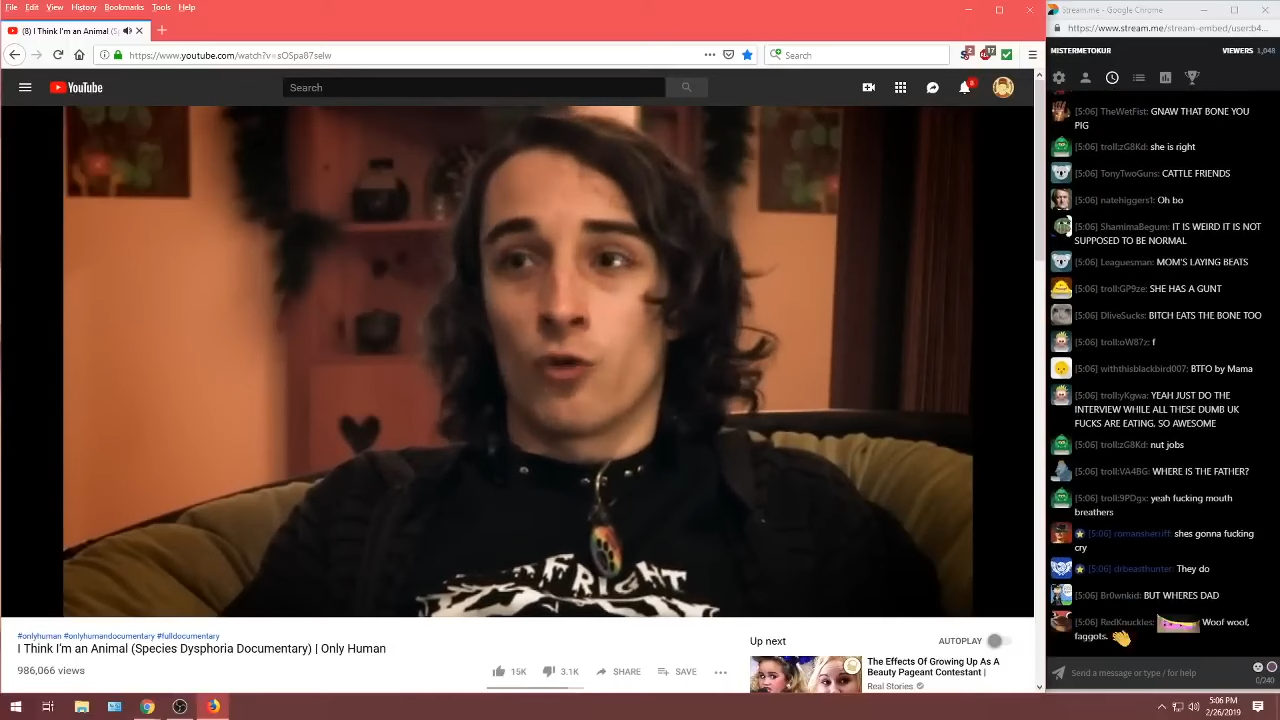 File Edit View History Bookmarks Tools Help
(8) I Think I'm an Animal (S
https://www.youtube.com/watch?v=sOSpa87selw
Search
2
17
YouTube
Search
8
FRIGHT
#onlyhuman #onlyhumandocumentary #fulldocumentary
I Think I'm an Animal (Species Dysphoria Documentary) | Only Human
986,066 views
15K
3.1K
SHARE
SAVE
Up next
AUTOPLAY
The Effects Of Growing Up As A
Beauty Pageant Contestant |
Real Stories
Stream.me - Google Chrome
https://www.stream.me/stream-embed/user:b4...
MISTERMETOKUR
VIEWERS 1,048
[5:06] TheWetFist: GNAW THAT BONE YOU
PIG
[5:06] troll:zG8Kd: she is right
[5:06] TonyTwoGuns: CATTLE FRIENDS
[5:06] natehiggers1: Oh bo
[5:06] ShamimaBegum: IT IS WEIRD IT IS NOT
SUPPOSED TO BE NORMAL
[5:06] Leaguesman: MOM'S LAYING BEATS
[5:06] troll:GP9ze: SHE HAS A GUNT
[5:06] DliveSucks: BITCH EATS THE BONE TOO
[5:06] troll:oW87z: f
[5:06] withthisblackbird007: BTFO by Mama
[5:06] troll:yKgwa: YEAH JUST DO THE
INTERVIEW WHILE ALL THESE DUMB UK
FUCKS ARE EATING. SO AWESOME
[5:06] troll:zG8Kd: nut jobs
[5:06] troll:VA4BG: WHERE IS THE FATHER?
[5:06] troll:9PDgx: yeah fucking mouth
breathers
[5:06] romansherriff: shes gonna fucking
cry
[5:06] drbeasthunter: They do
[5:06] Br0wnkid: BUT WHERES DAD
[5:06] RedKnuckles: Woof woof,
faggots.
Send a message or type / for help
0/240
5:06 PM
2/26/2019